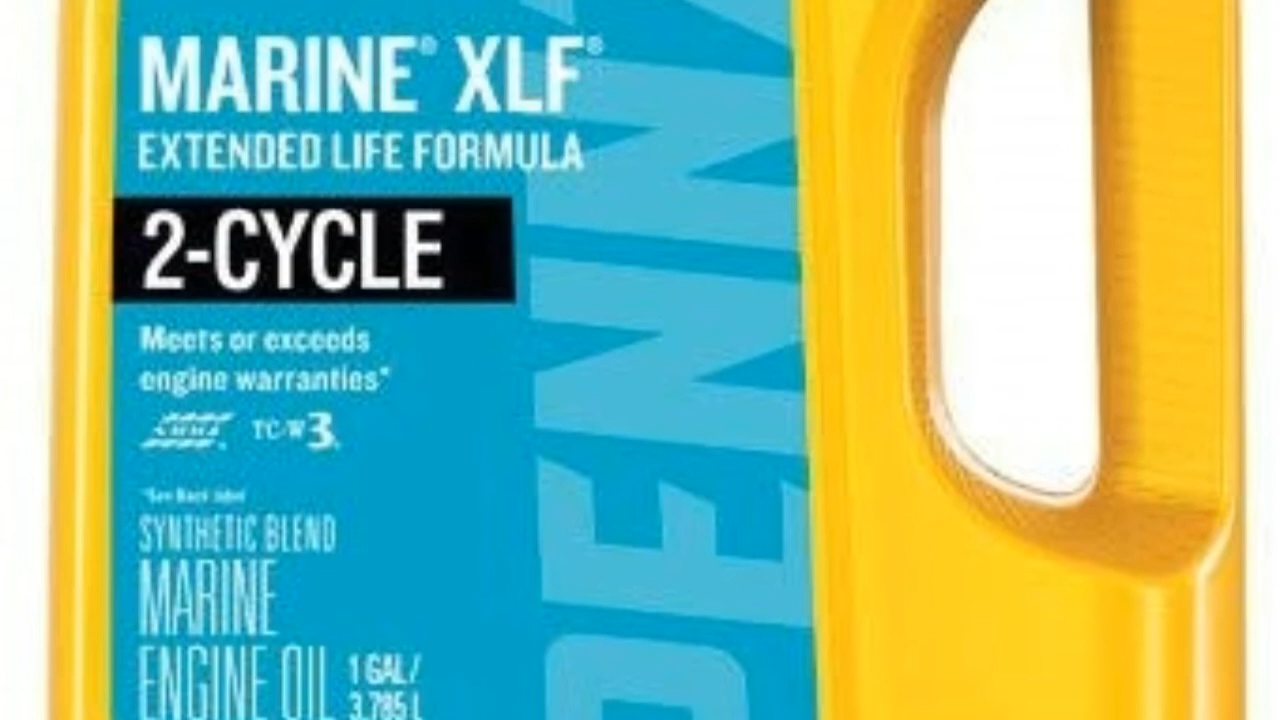 MARINE® XLF®
EXTENDED LIFE FORMULA
2-CYCLE
Meets or exceeds
engine warranties*
TC-W3®
*See Back label
SYNTHETIC BLEND
MARINE
ENGINE OIL 1 GAL/
3.785 L